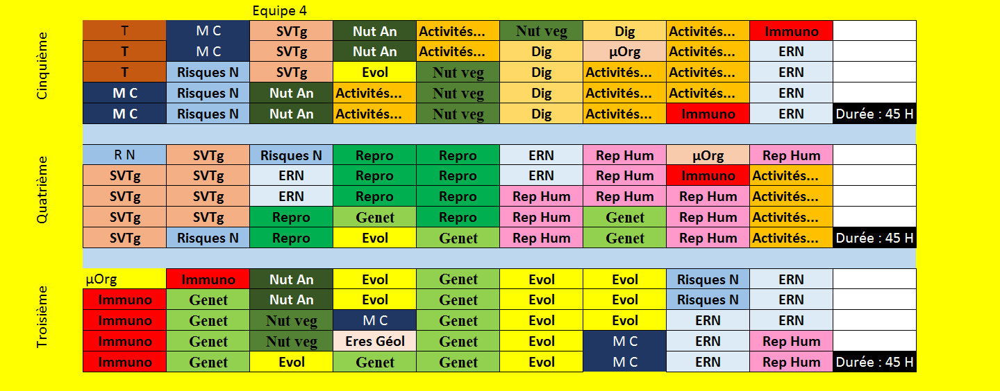 Equipe 4
Cinquième
T M C SVTg Nut An Activités... Nut veg Dig Activités... Immuno
T M C SVTg Nut An Activités... Dig µOrg Activités... ERN
T Risques N SVTg Evol Nut veg Dig Activités... Activités... ERN
M C Risques N Nut An Activités... Nut veg Dig Activités... Activités... ERN
M C Risques N Nut An Activités... Nut veg Dig Activités... Immuno ERN Durée : 45 H
Quatrième
R N SVTg Risques N Repro Repro ERN Rep Hum µOrg Rep Hum
SVTg SVTg ERN Repro Repro ERN Rep Hum Immuno Activités...
SVTg SVTg ERN Repro Repro Rep Hum Rep Hum Rep Hum Activités...
SVTg SVTg Repro Genet Repro Rep Hum Genet Rep Hum Activités...
SVTg Risques N Repro Evol Genet Rep Hum Genet Rep Hum Activités... Durée : 45 H
Troisième
µOrg Immuno Nut An Evol Genet Evol Evol Risques N ERN
Immuno Genet Nut An Evol Genet Evol Evol Risques N ERN
Immuno Genet Nut veg M C Genet Evol Evol ERN ERN
Immuno Genet Nut veg Eres Géol Genet Evol M C ERN Rep Hum
Immuno Genet Evol Genet Genet Evol M C ERN Rep Hum Durée : 45 H